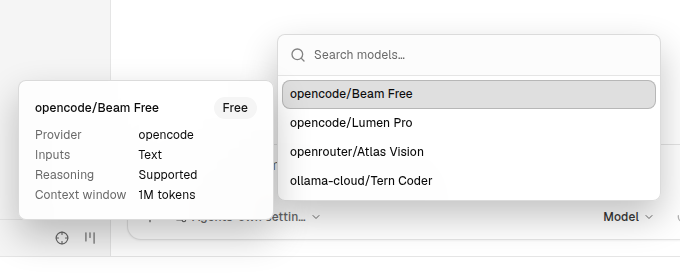 Search models…
opencode/Beam Free
opencode/Lumen Pro
openrouter/Atlas Vision
ollama-cloud/Tern Coder
opencode/Beam Free Free
Provider opencode
Inputs Text
Reasoning Supported
Context window 1M tokens
Model